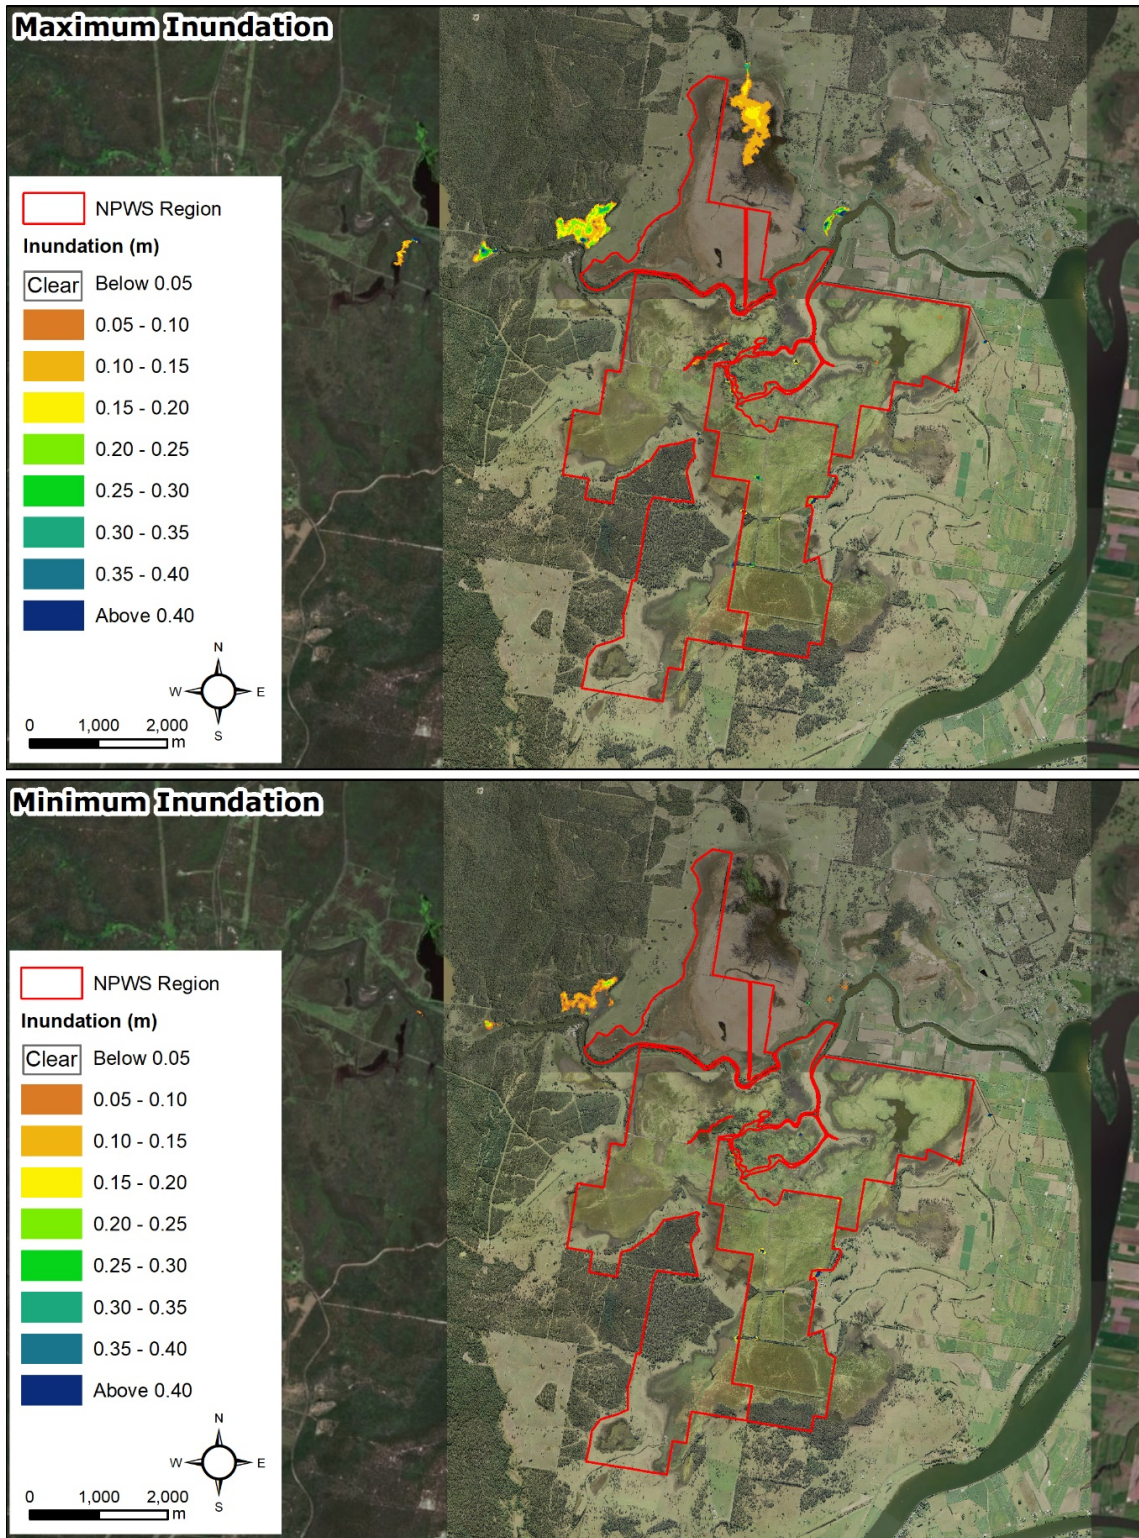 Maximum Inundation
NPWS Region
Inundation (m)
Clear Below 0.05
0.05 - 0.10
0.10 - 0.15
0.15 - 0.20
0.20 - 0.25
0.25 - 0.30
0.30 - 0.35
0.35 - 0.40
Above 0.40
N
W E
S
0 1,000 2,000
m
Minimum Inundation
NPWS Region
Inundation (m)
Clear Below 0.05
0.05 - 0.10
0.10 - 0.15
0.15 - 0.20
0.20 - 0.25
0.25 - 0.30
0.30 - 0.35
0.35 - 0.40
Above 0.40
N
W E
S
0 1,000 2,000
m